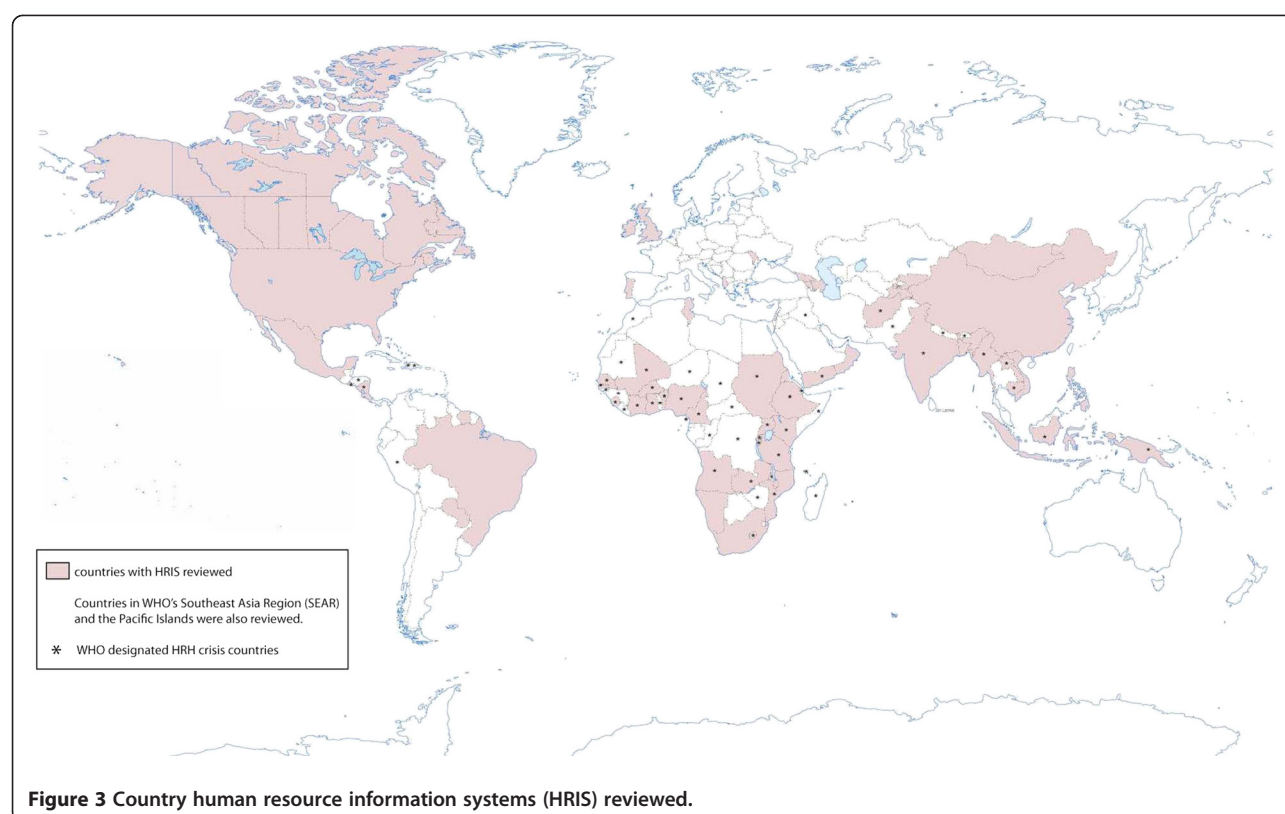 countries with HRIS reviewed
Countries in WHO's Southeast Asia Region (SEAR)
and the Pacific Islands were also reviewed.
* WHO designated HRH crisis countries
Figure 3 Country human resource information systems (HRIS) reviewed.